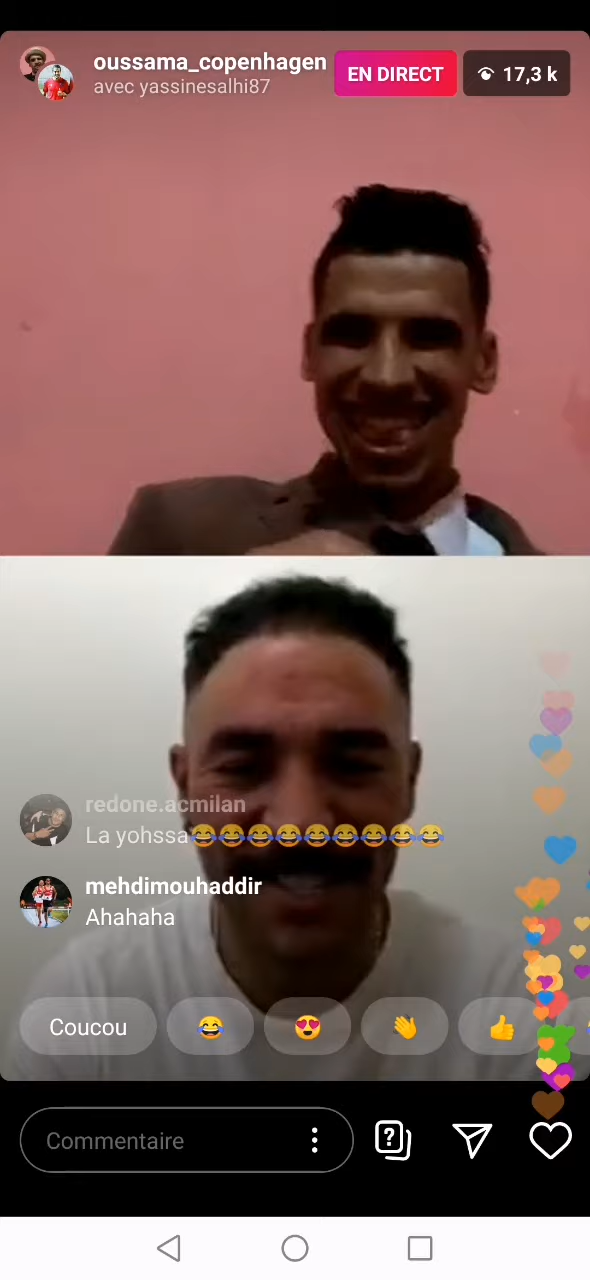 oussama_copenhagen
avec yassinesalhi87
EN DIRECT
17,3 k
redone.acmilan
La yohssa😂😂😂😂😂😂😂😂😂
mehdimouhaddir
Ahahaha
Coucou
Commentaire